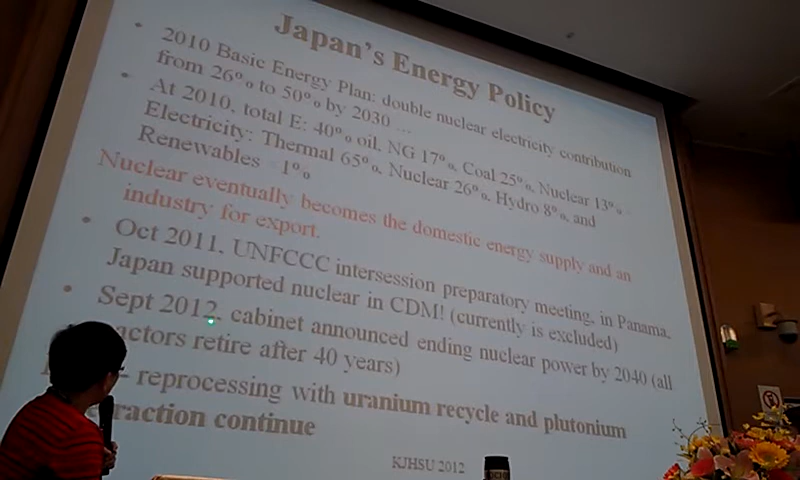 Japan's Energy Policy
• 2010 Basic Energy Plan: double nuclear electricity contribution
from 26% to 50% by 2030 ...
• At 2010, total E: 40% oil, NG 17%, Coal 25%, Nuclear 13%
Electricity: Thermal 65%, Nuclear 26%, Hydro 8%, and
Renewables 1%
Nuclear eventually becomes the domestic energy supply and an
industry for export.
• Oct 2011, UNFCCC intersession preparatory meeting, in Panama,
Japan supported nuclear in CDM! (currently is excluded)
• Sept 2012, cabinet announced ending nuclear power by 2040 (all
actors retire after 40 years)
- reprocessing with uranium recycle and plutonium
raction continue
KJHSU 2012